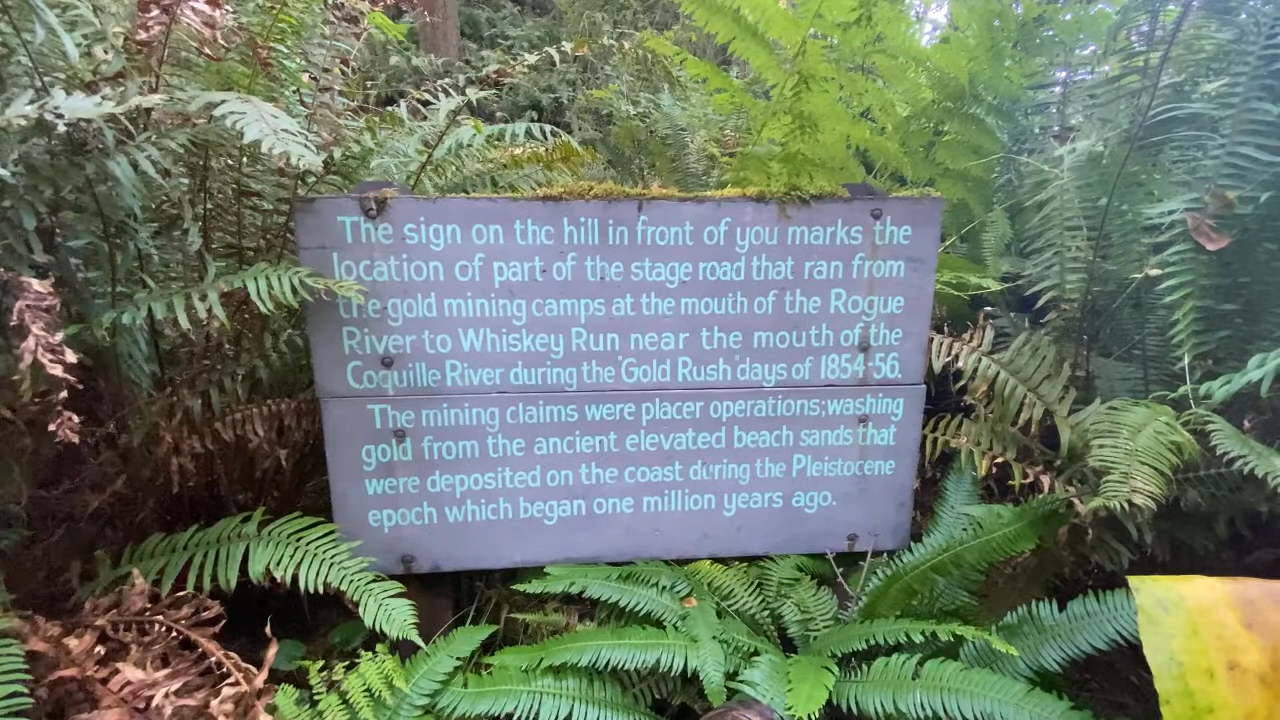 The sign on the hill in front of you marks the
location of part of the stage road that ran from
the gold mining camps at the mouth of the Rogue
River to Whiskey Run near the mouth of the
Coquille River during the "Gold Rush" days of 1854-56.
The mining claims were placer operations; washing
gold from the ancient elevated beach sands that
were deposited on the coast during the Pleistocene
epoch which began one million years ago.